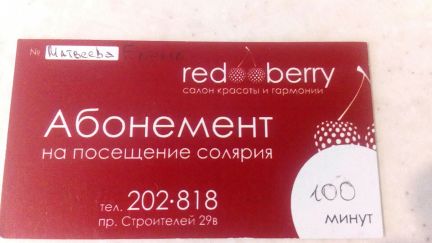 № Матвеева
red berry
салон красоты и гармонии
Абонемент
на посещение солярия
тел. 202·818
пр. Строителей 29в
100
минут